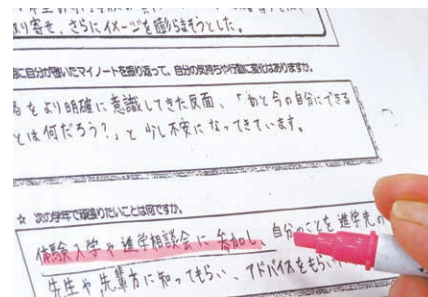 り寄せ、さらにイメージを膨らまそうとした。
自分が書いたマイノートを振り返って、自分の気持ちや行動に変化はありますか。
るをより明確に意識してきた反面、「あと今の自分にできる
とは何だろう？」と少し不安になってきています。
☆ 次の学年で頑張りたいことは何ですか。
体験入学や進学相談会に参加し、自分のことを進学先の
先生や先輩方に知ってもらい、アドバイスをもらい